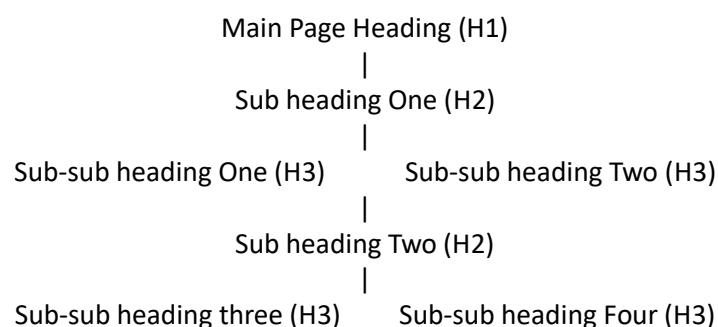 Main Page Heading (H1)
|
Sub heading One (H2)
|
Sub-sub heading One (H3) Sub-sub heading Two (H3)
|
Sub heading Two (H2)
|
Sub-sub heading three (H3) Sub-sub heading Four (H3)